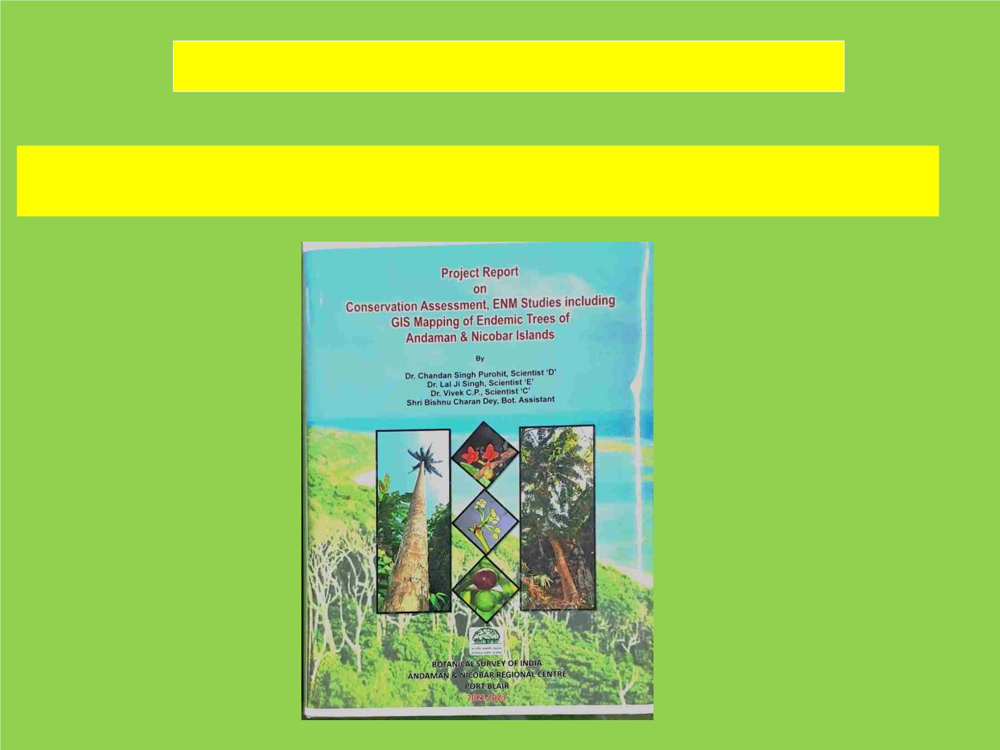 Project Report
on
Conservation Assessment, ENM Studies including
GIS Mapping of Endemic Trees of
Andaman & Nicobar Islands
By
Dr. Chandan Singh Purohit, Scientist ‘D’
Dr. Lal Ji Singh, Scientist ‘E’
Dr. Vivek C.P., Scientist ‘C’
Shri Bishnu Charan Dey, Bot. Assistant
BOTANICAL SURVEY OF INDIA
ANDAMAN & NICOBAR REGIONAL CENTRE
PORT BLAIR
2021-2023